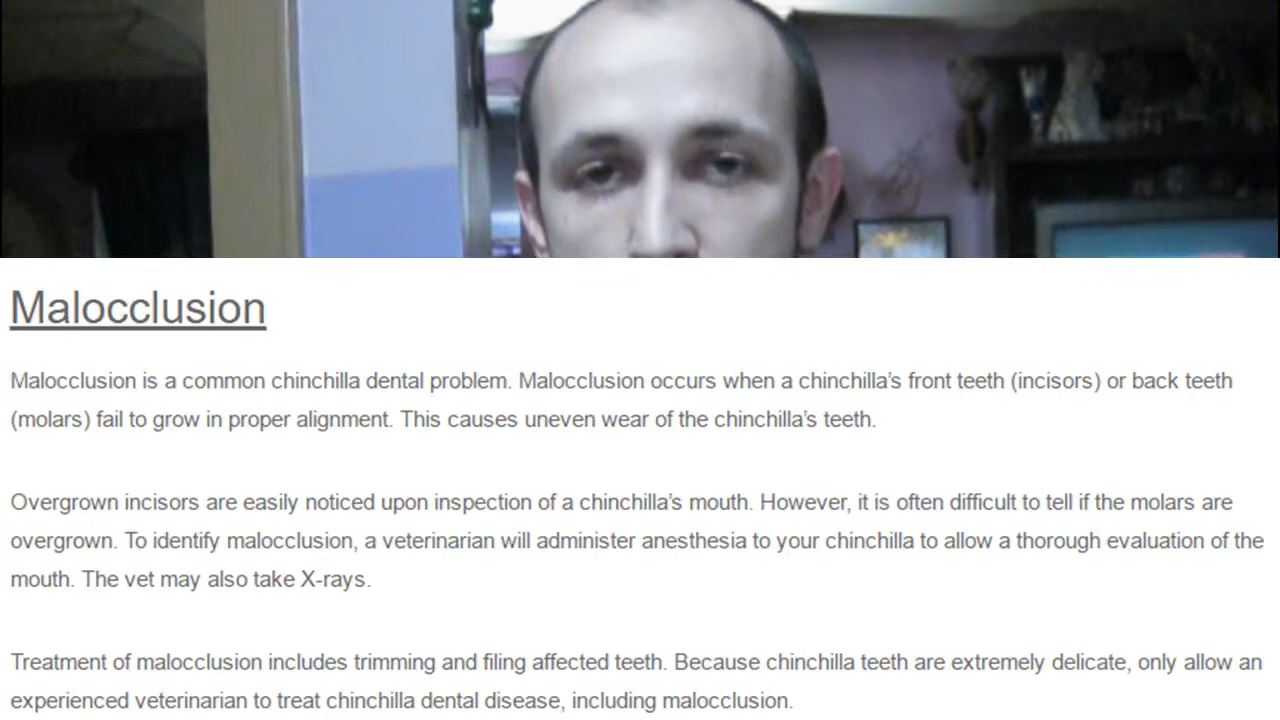 Malocclusion
Malocclusion is a common chinchilla dental problem. Malocclusion occurs when a chinchilla’s front teeth (incisors) or back teeth
(molars) fail to grow in proper alignment. This causes uneven wear of the chinchilla’s teeth.
Overgrown incisors are easily noticed upon inspection of a chinchilla’s mouth. However, it is often difficult to tell if the molars are
overgrown. To identify malocclusion, a veterinarian will administer anesthesia to your chinchilla to allow a thorough evaluation of the
mouth. The vet may also take X-rays.
Treatment of malocclusion includes trimming and filing affected teeth. Because chinchilla teeth are extremely delicate, only allow an
experienced veterinarian to treat chinchilla dental disease, including malocclusion.